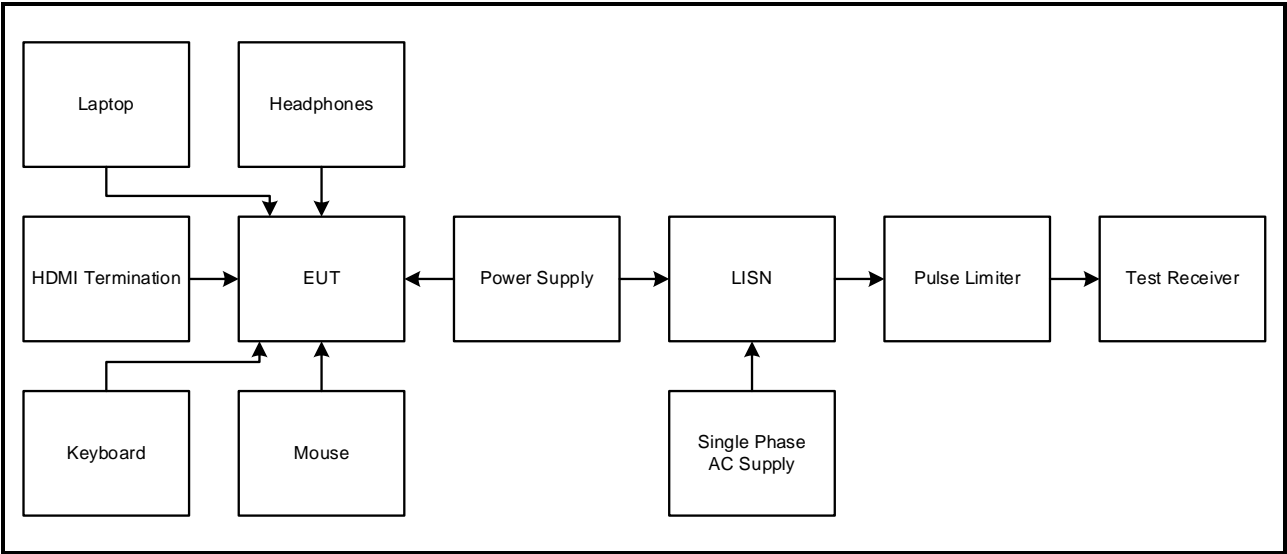 Laptop
Headphones
HDMI Termination
EUT
Power Supply
LISN
Pulse Limiter
Test Receiver
Keyboard
Mouse
Single Phase
AC Supply